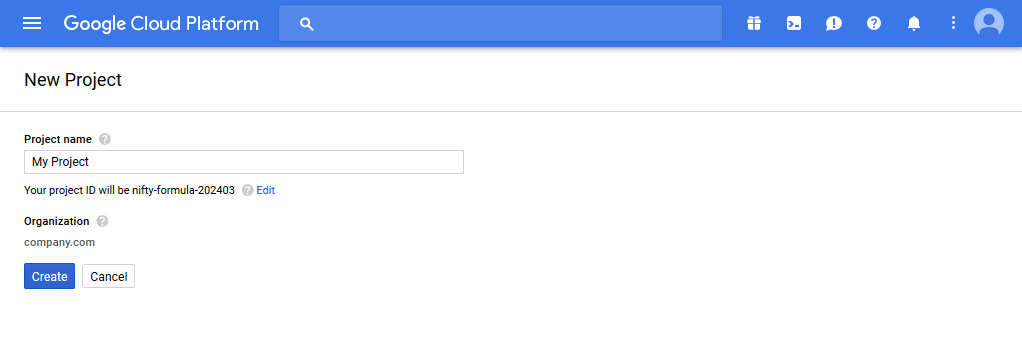 Google Cloud Platform
New Project
Project name
My Project
Your project ID will be nifty-formula-202403 Edit
Organization
company.com
Create Cancel